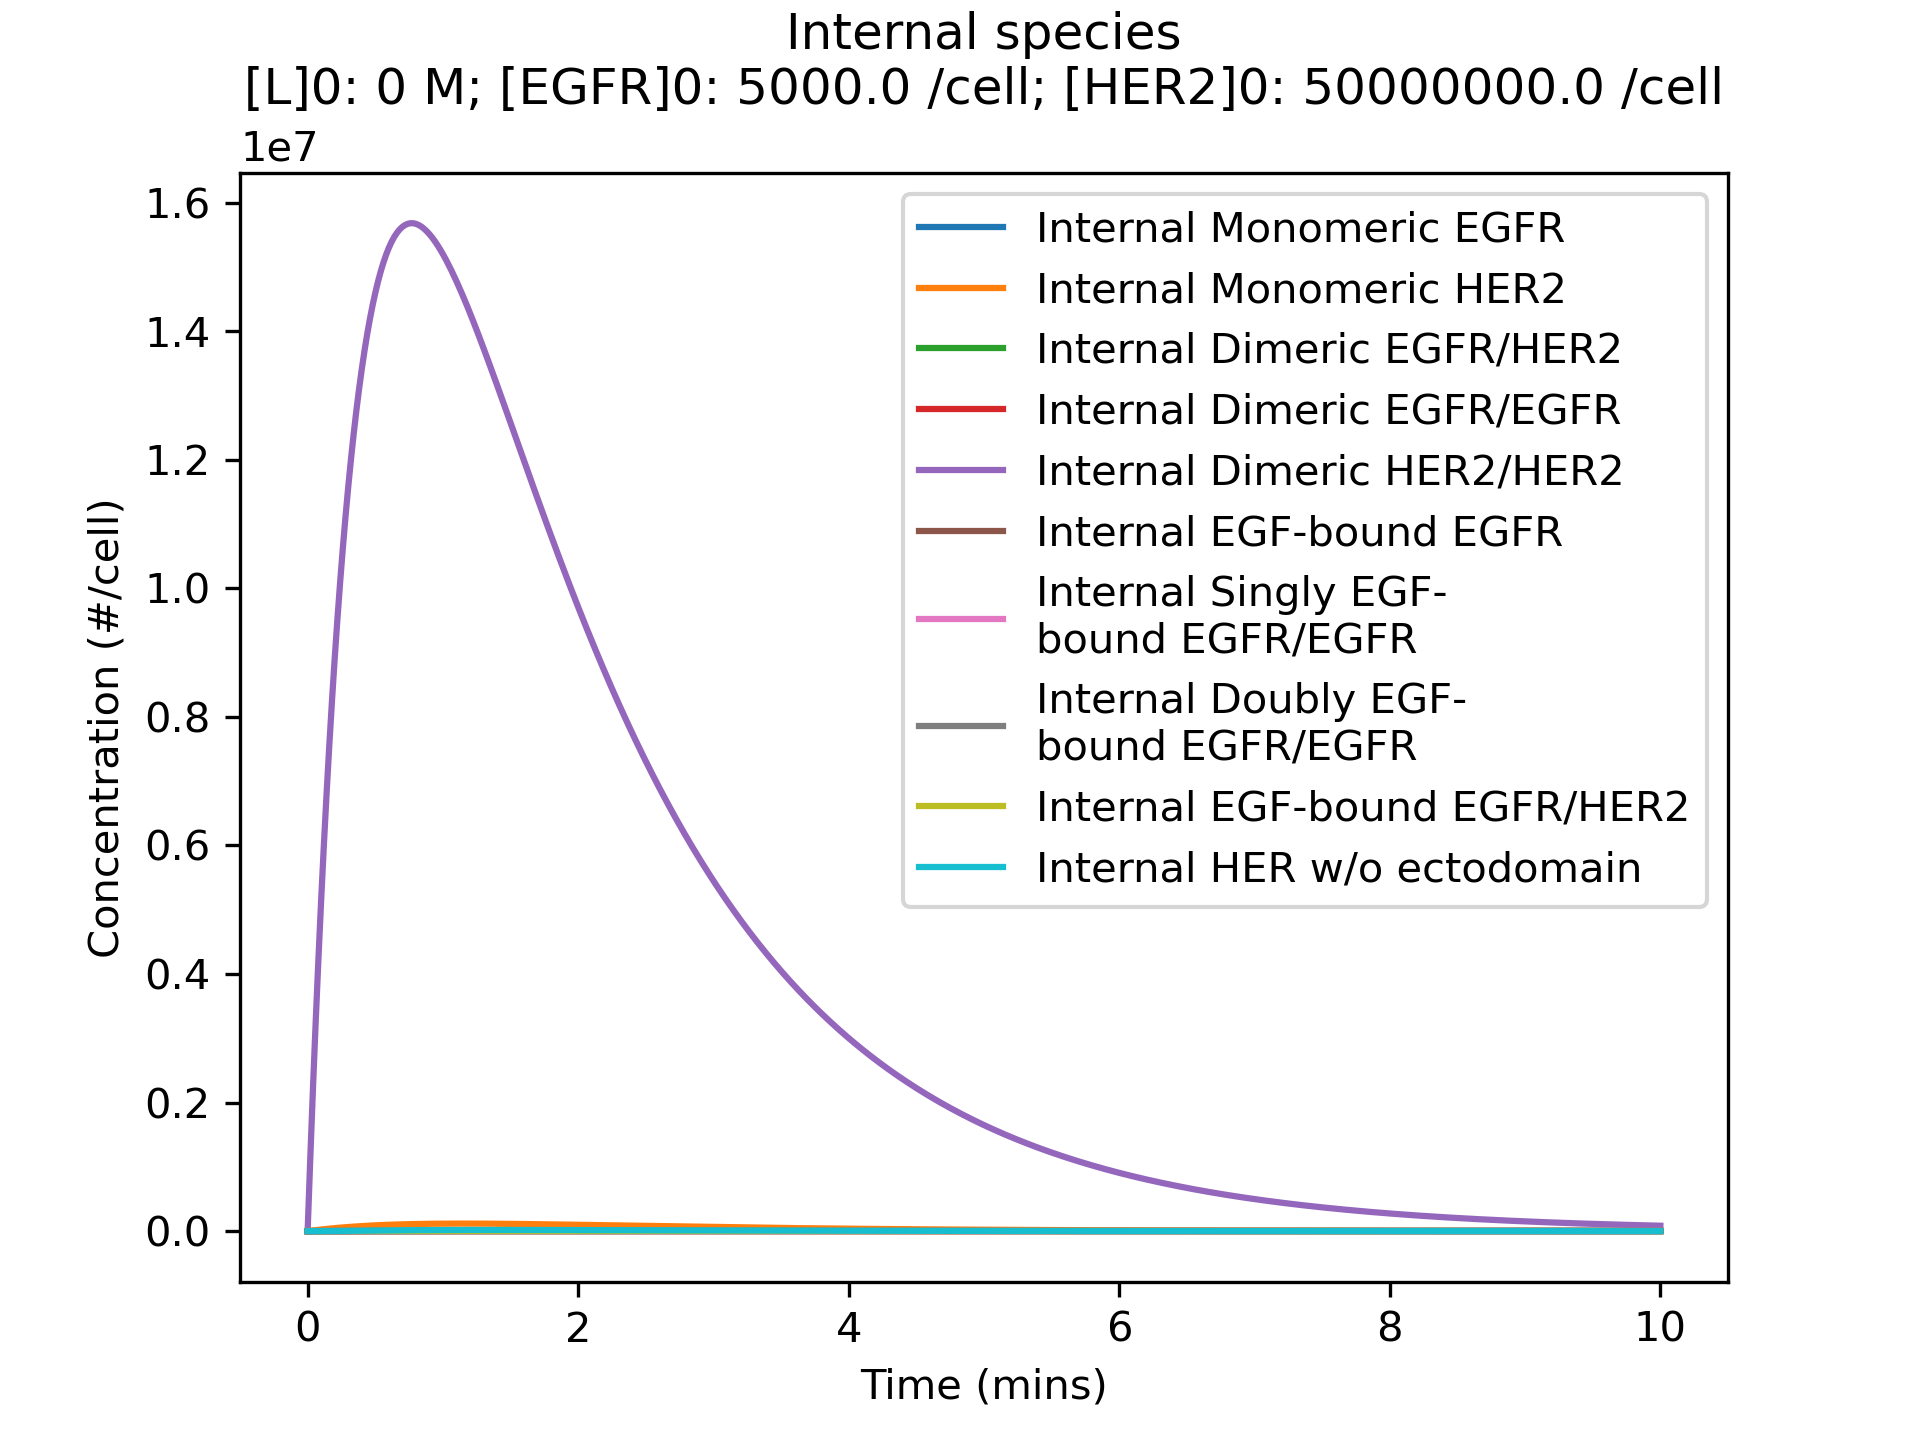 Internal species
[L]0: 0 M; [EGFR]0: 5000.0 /cell; [HER2]0: 50000000.0 /cell
1e7
1.6
1.4
1.2
1.0
0.8
0.6
0.4
0.2
0.0
Concentration (#/cell)
Internal Monomeric EGFR
Internal Monomeric HER2
Internal Dimeric EGFR/HER2
Internal Dimeric EGFR/EGFR
Internal Dimeric HER2/HER2
Internal EGF-bound EGFR
Internal Singly EGF-
bound EGFR/EGFR
Internal Doubly EGF-
bound EGFR/EGFR
Internal EGF-bound EGFR/HER2
Internal HER w/o ectodomain
0 2 4 6 8 10
Time (mins)